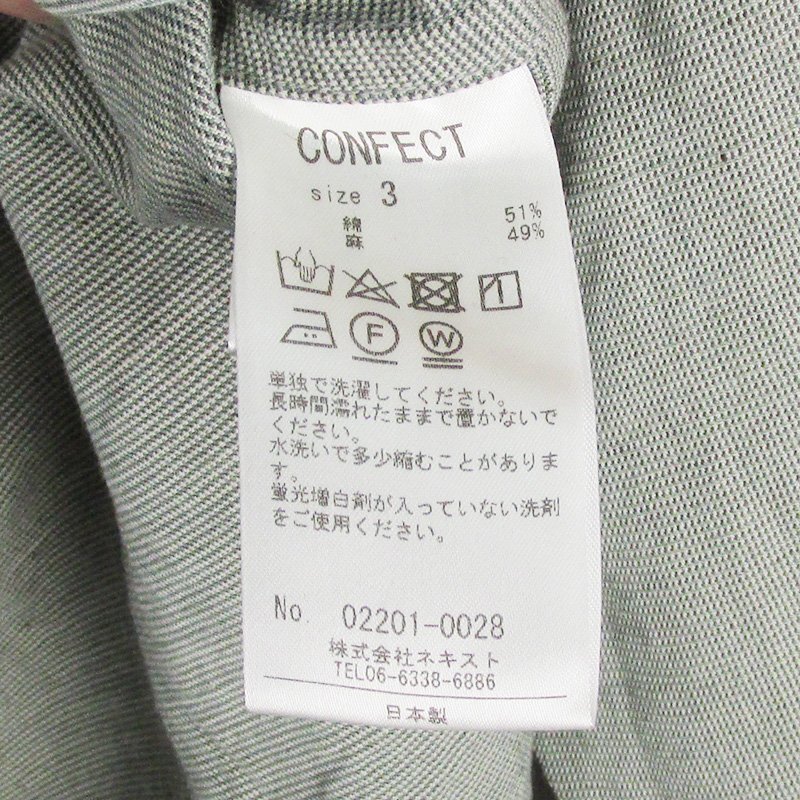 CONFECT
size 3
綿 51%
麻 49%
F W
単独で洗濯してください。
長時間濡れたままで置かないで
ください。
水洗いで多少縮むことがありま
す。
蛍光増白剤が入っていない洗剤
をご使用ください。
No. 02201-0028
株式会社ネキスト
TEL06-6338-6886
日本製